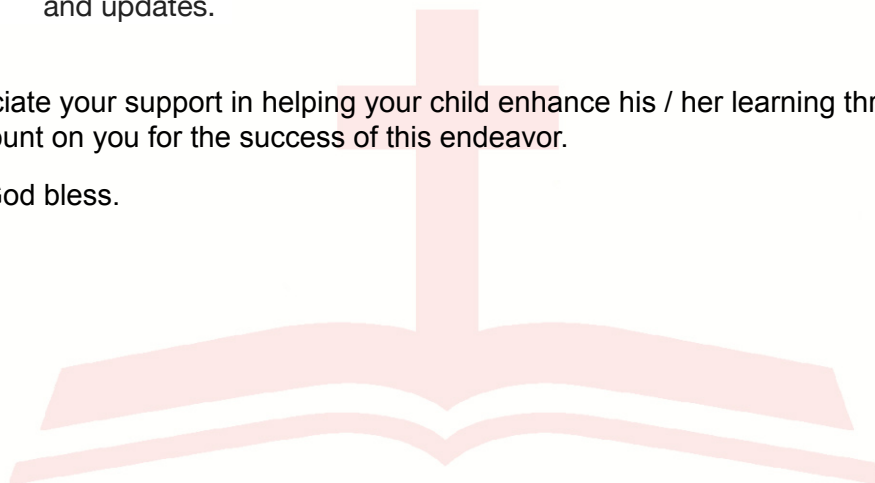 and updates.
ciate your support in helping your child enhance his / her learning thr
ount on you for the success of this endeavor.
God bless.